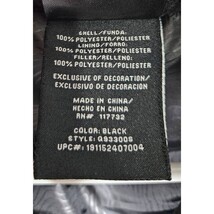 SHELL/FUNDA:
100% POLYESTER/POLIESTER
LINING/FORRO:
100% POLYESTER/POLIESTER
FILLER/RELLENO:
100% POLYESTER/POLIESTER
EXCLUSIVE OF DECORATION/
EXCLUSIVO DE DECORACIÓN
MADE IN CHINA/
HECHO EN CHINA
RN# 117732
COLOR: BLACK
STYLE: G933008
UPC#: 191152407004